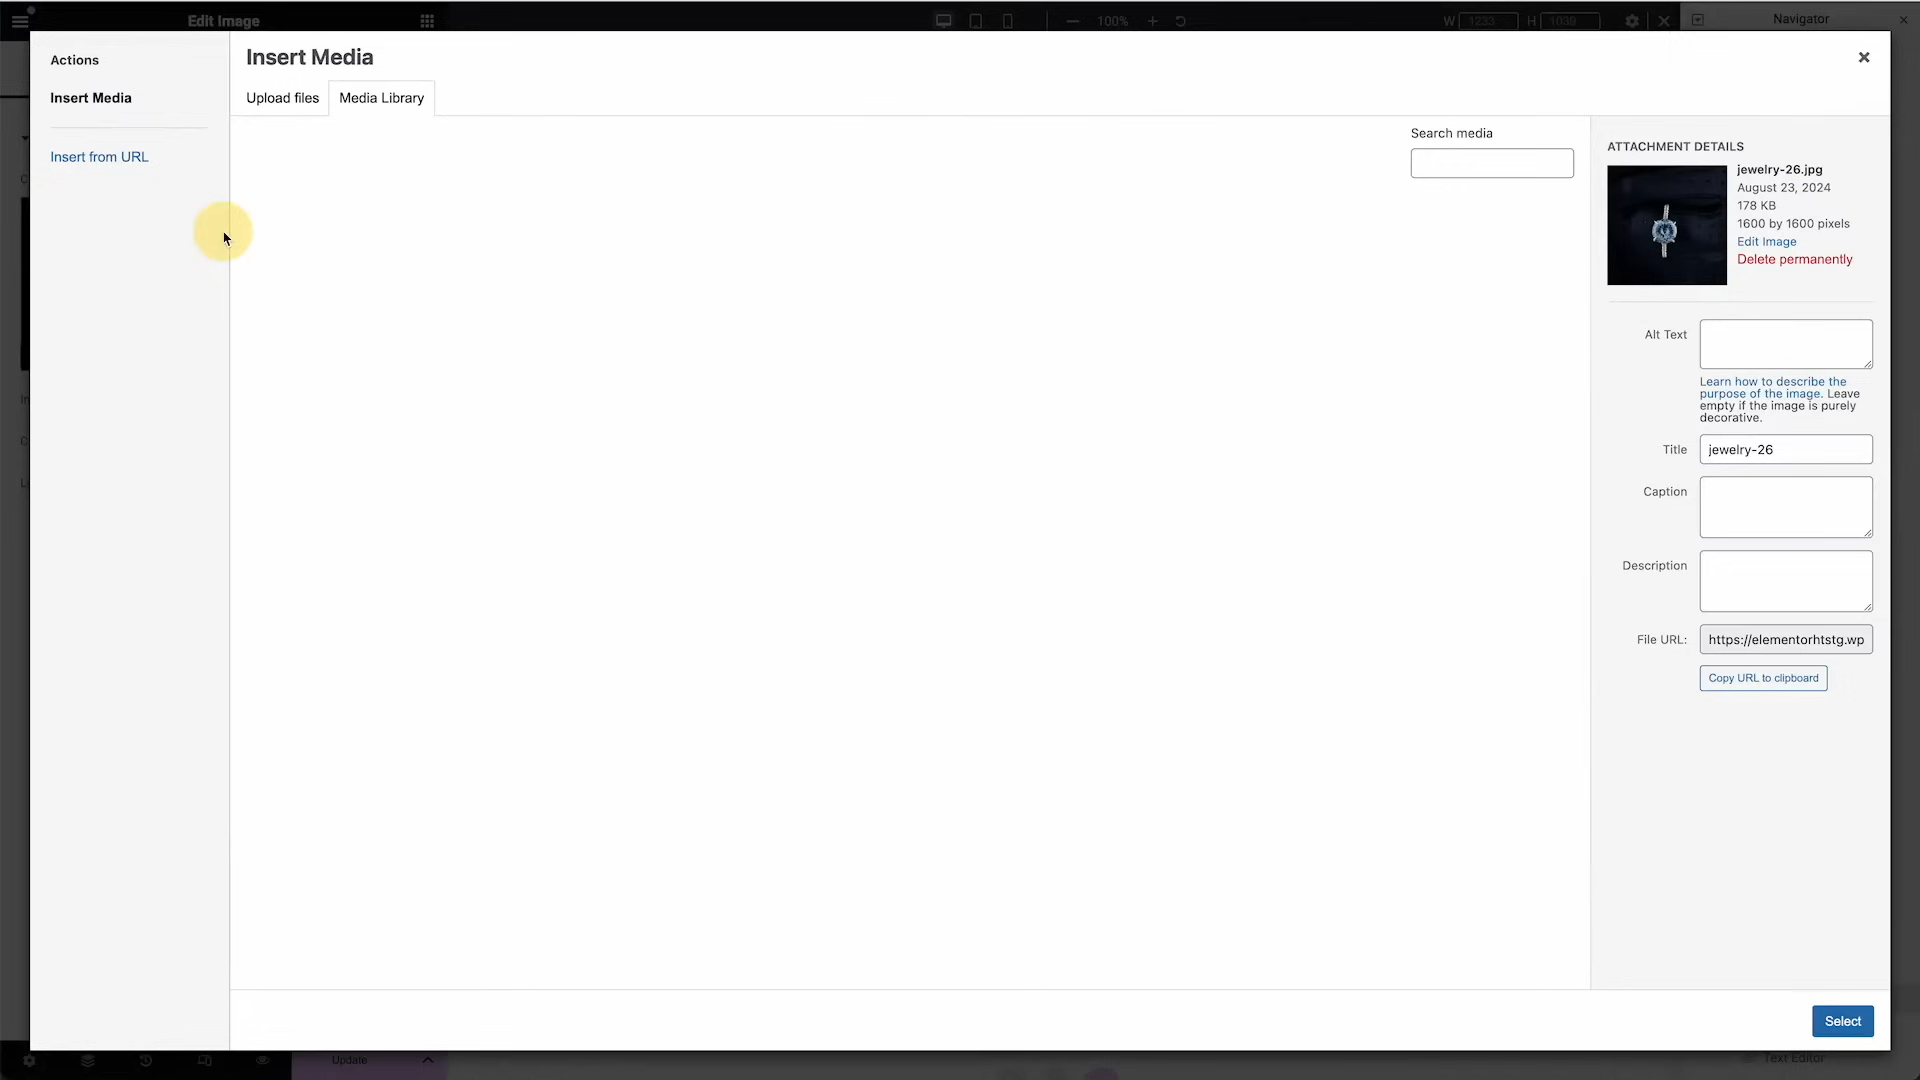 Edit Image
100%
W 1233 H 1039
Navigator
Actions
Insert Media
Insert from URL
Insert Media
Upload files
Media Library
Search media
ATTACHMENT DETAILS
jewelry-26.jpg
August 23, 2024
178 KB
1600 by 1600 pixels
Edit Image
Delete permanently
Alt Text
Learn how to describe the
purpose of the image. Leave
empty if the image is purely
decorative.
Title
jewelry-26
Caption
Description
File URL:
https://elementorhtstg.wp
Copy URL to clipboard
Select
Update
Text Editor